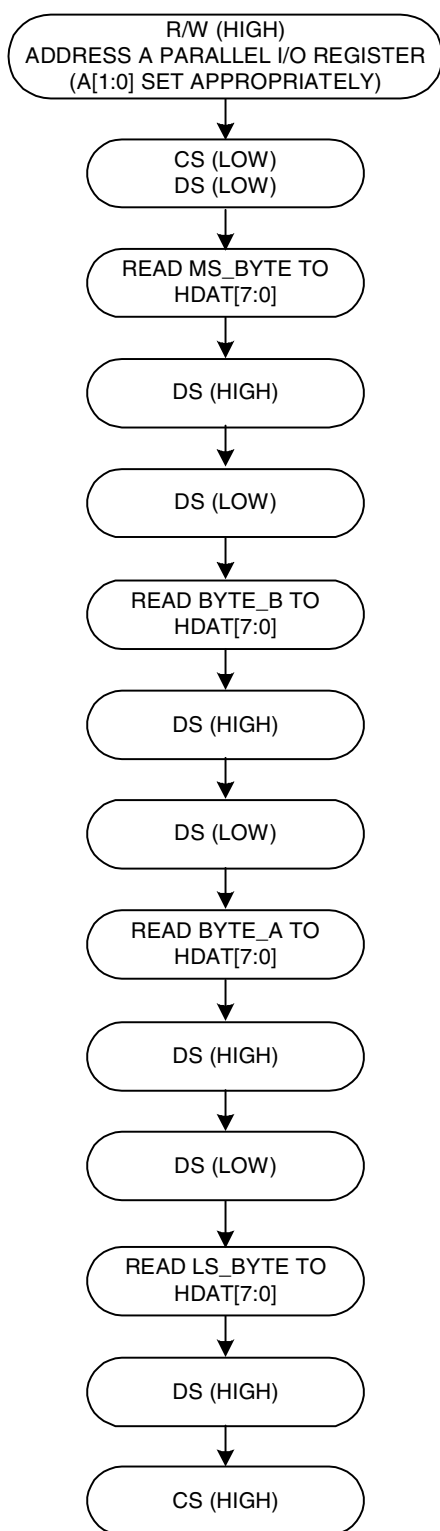 R/W (HIGH)
ADDRESS A PARALLEL I/O REGISTER
(A[1:0] SET APPROPRIATELY)
CS (LOW)
DS (LOW)
READ MS_BYTE TO
HDAT[7:0]
DS (HIGH)
DS (LOW)
READ BYTE_B TO
HDAT[7:0]
DS (HIGH)
DS (LOW)
READ BYTE_A TO
HDAT[7:0]
DS (HIGH)
DS (LOW)
READ LS_BYTE TO
HDAT[7:0]
DS (HIGH)
CS (HIGH)